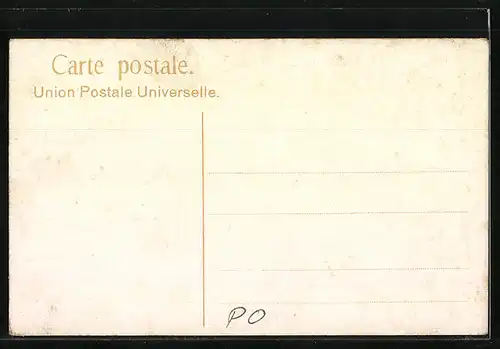 Carte postale.
Union Postale Universelle.
PO